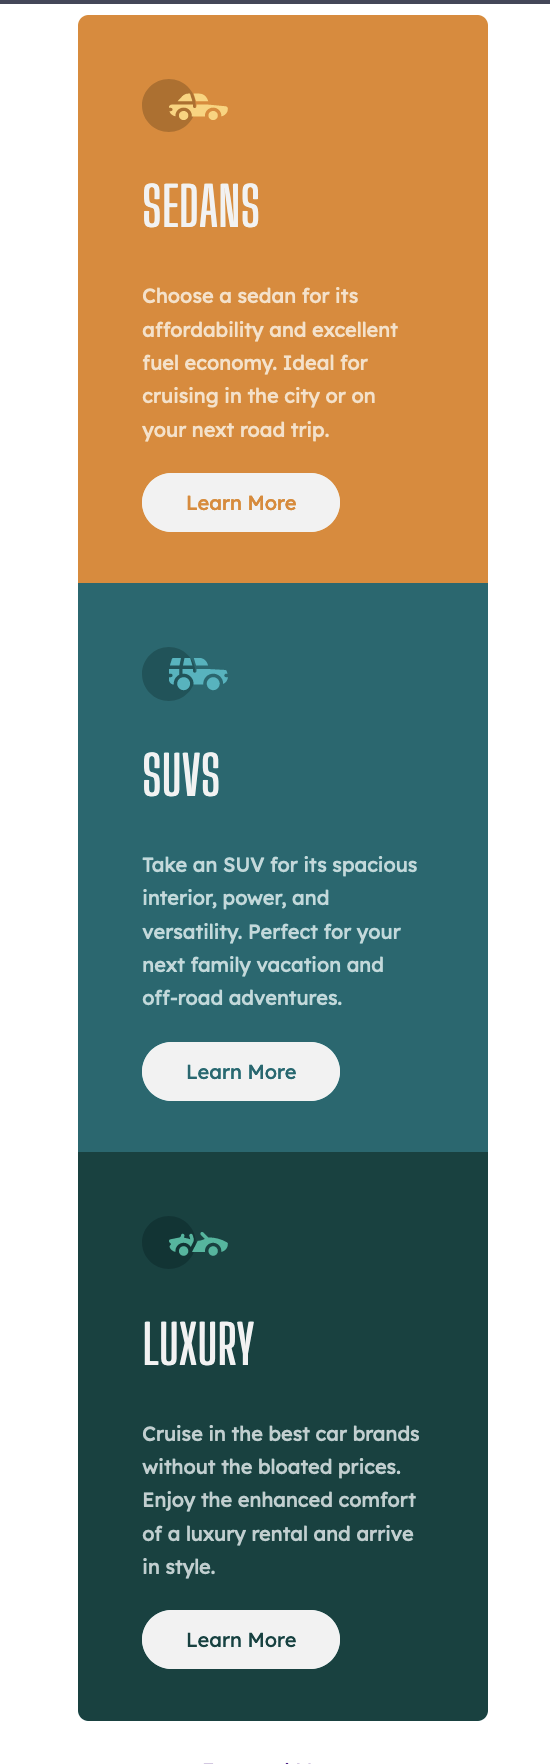 SEDANS
Choose a sedan for its
affordability and excellent
fuel economy. Ideal for
cruising in the city or on
your next road trip.
Learn More
SUVS
Take an SUV for its spacious
interior, power, and
versatility. Perfect for your
next family vacation and
off-road adventures.
Learn More
LUXURY
Cruise in the best car brands
without the bloated prices.
Enjoy the enhanced comfort
of a luxury rental and arrive
in style.
Learn More